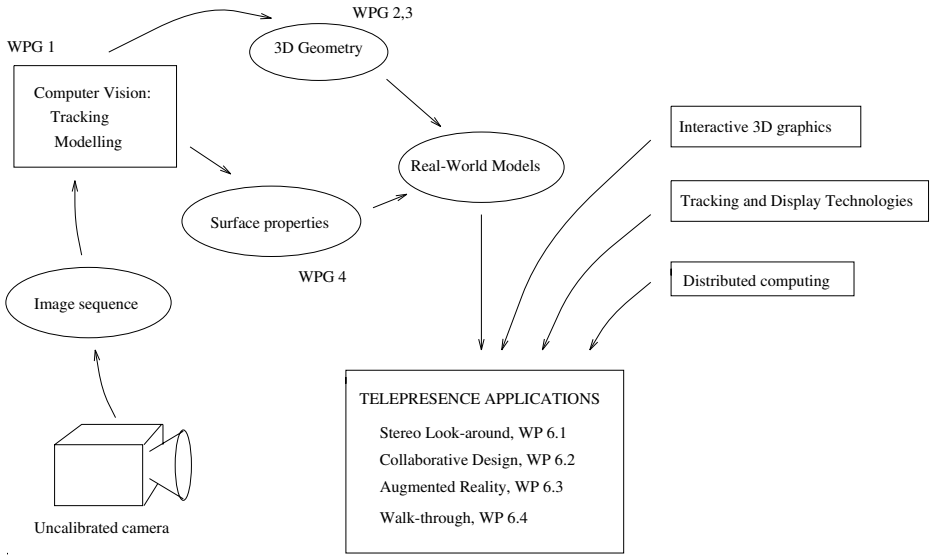 WPG 2,3
WPG 1
3D Geometry
Computer Vision:
Tracking
Modelling
Interactive 3D graphics
Real-World Models
Tracking and Display Technologies
Surface properties
WPG 4
Distributed computing
Image sequence
TELEPRESENCE APPLICATIONS
Stereo Look-around, WP 6.1
Collaborative Design, WP 6.2
Augmented Reality, WP 6.3
Walk-through, WP 6.4
Uncalibrated camera